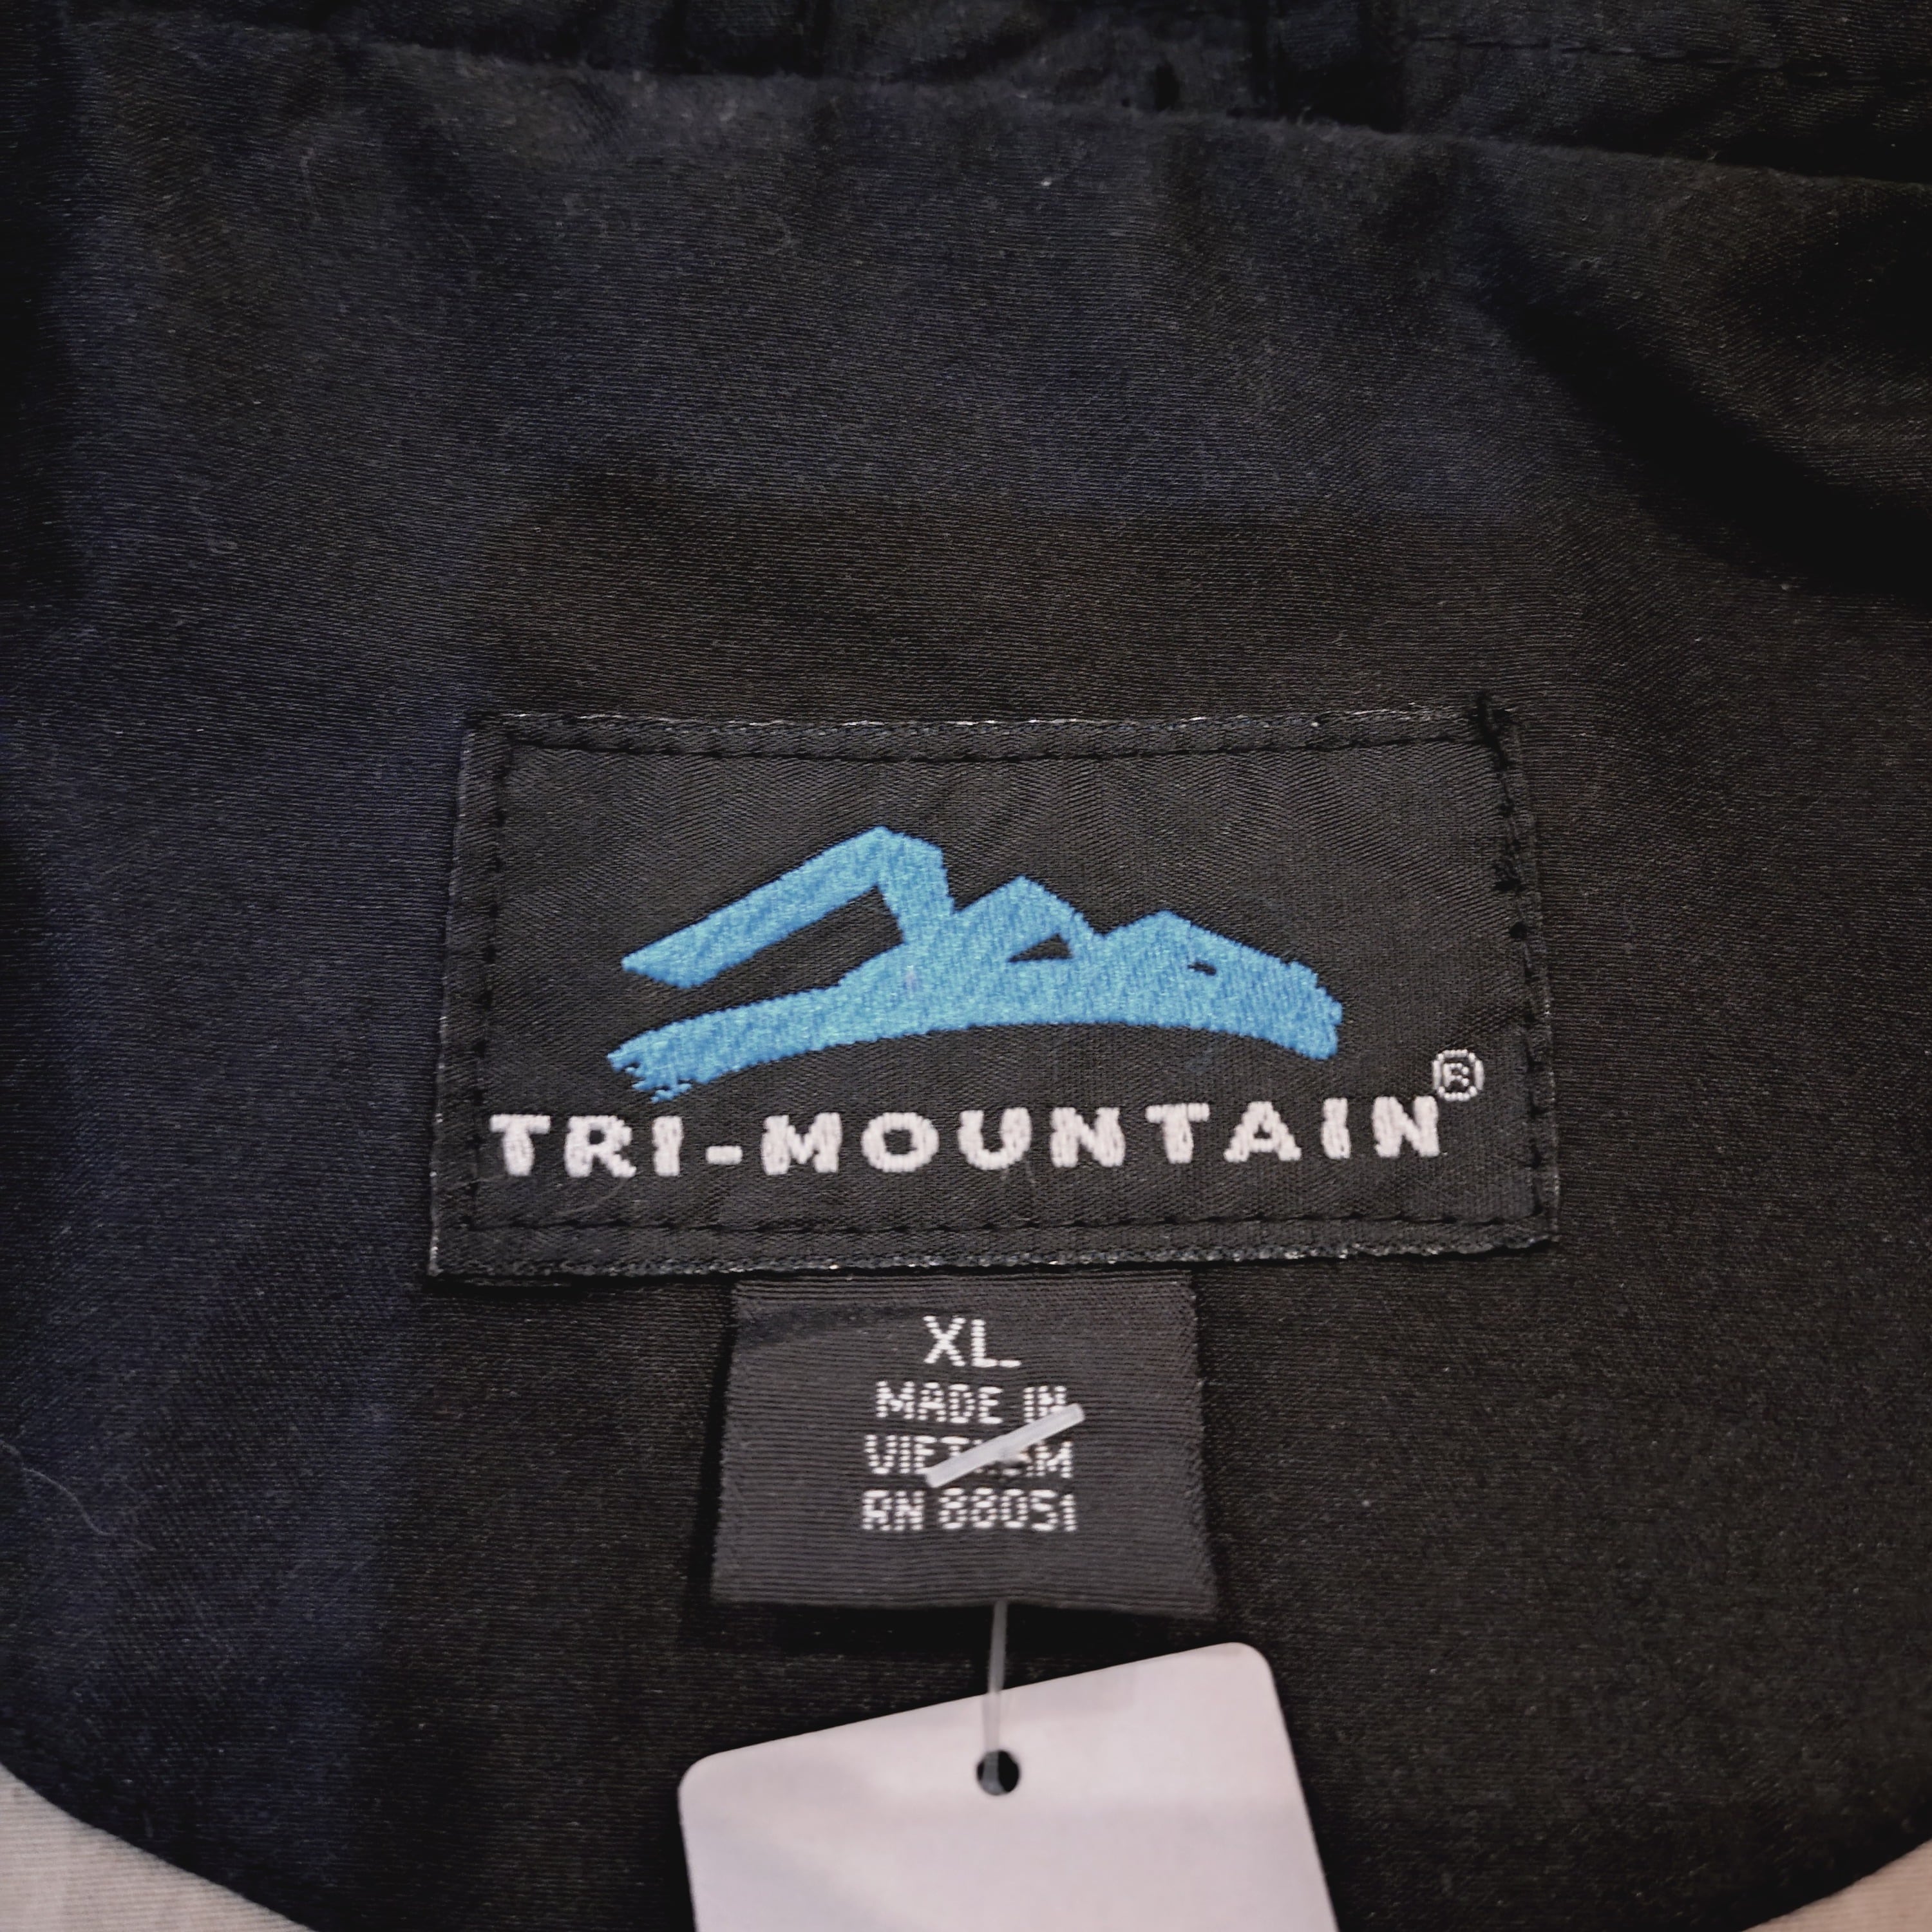 TRI-MOUNTAIN®
XL
MADE IN
VIETNAM
RN 88051